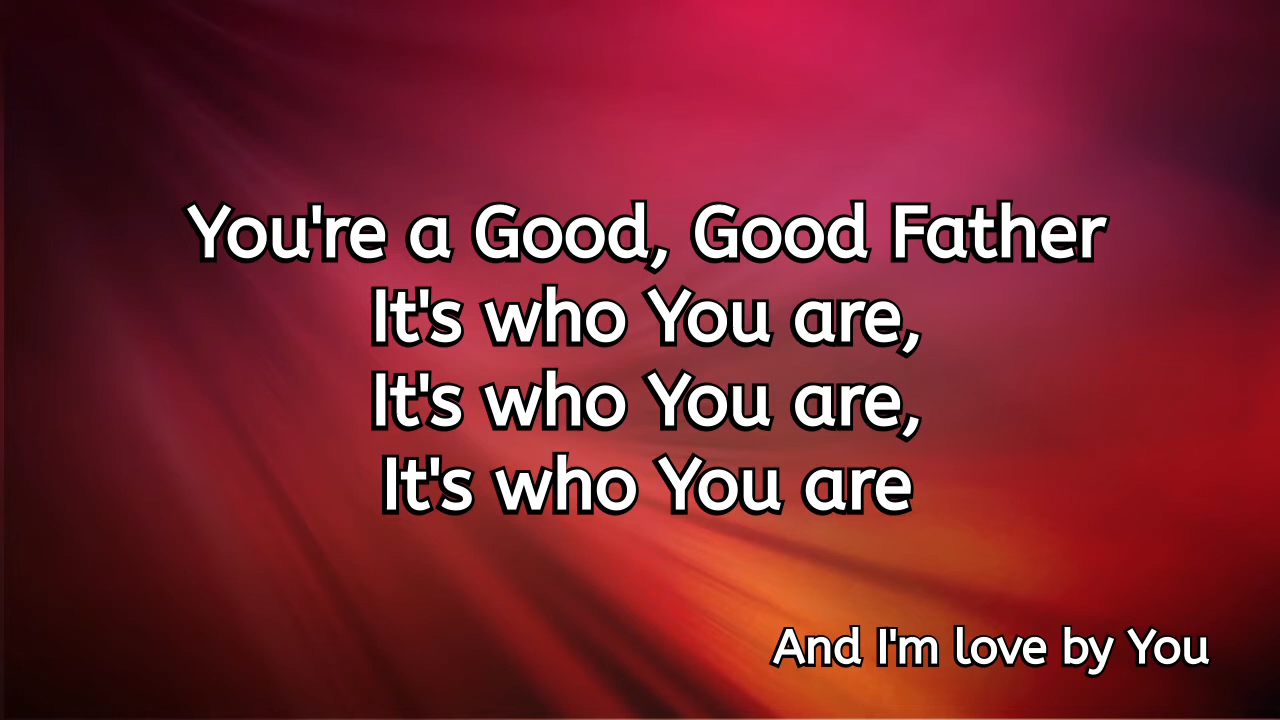 You're a Good, Good Father
It's who You are,
It's who You are,
It's who You are
And I'm love by You